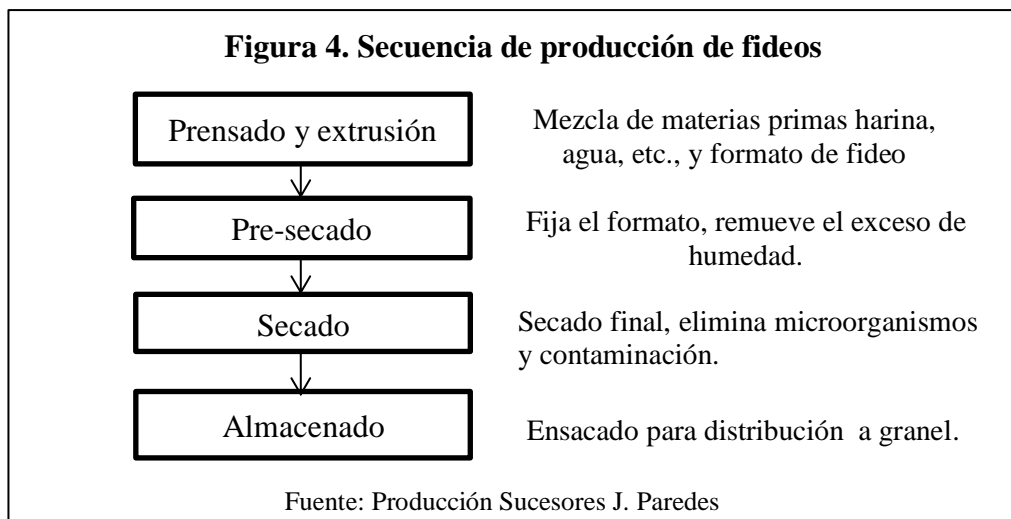 Figura 4. Secuencia de producción de fideos
Prensado y extrusión
Mezcla de materias primas harina,
agua, etc., y formato de fideo
Pre-secado
Fija el formato, remueve el exceso de
humedad.
Secado
Secado final, elimina microorganismos
y contaminación.
Almacenado
Ensacado para distribución a granel.
Fuente: Producción Sucesores J. Paredes